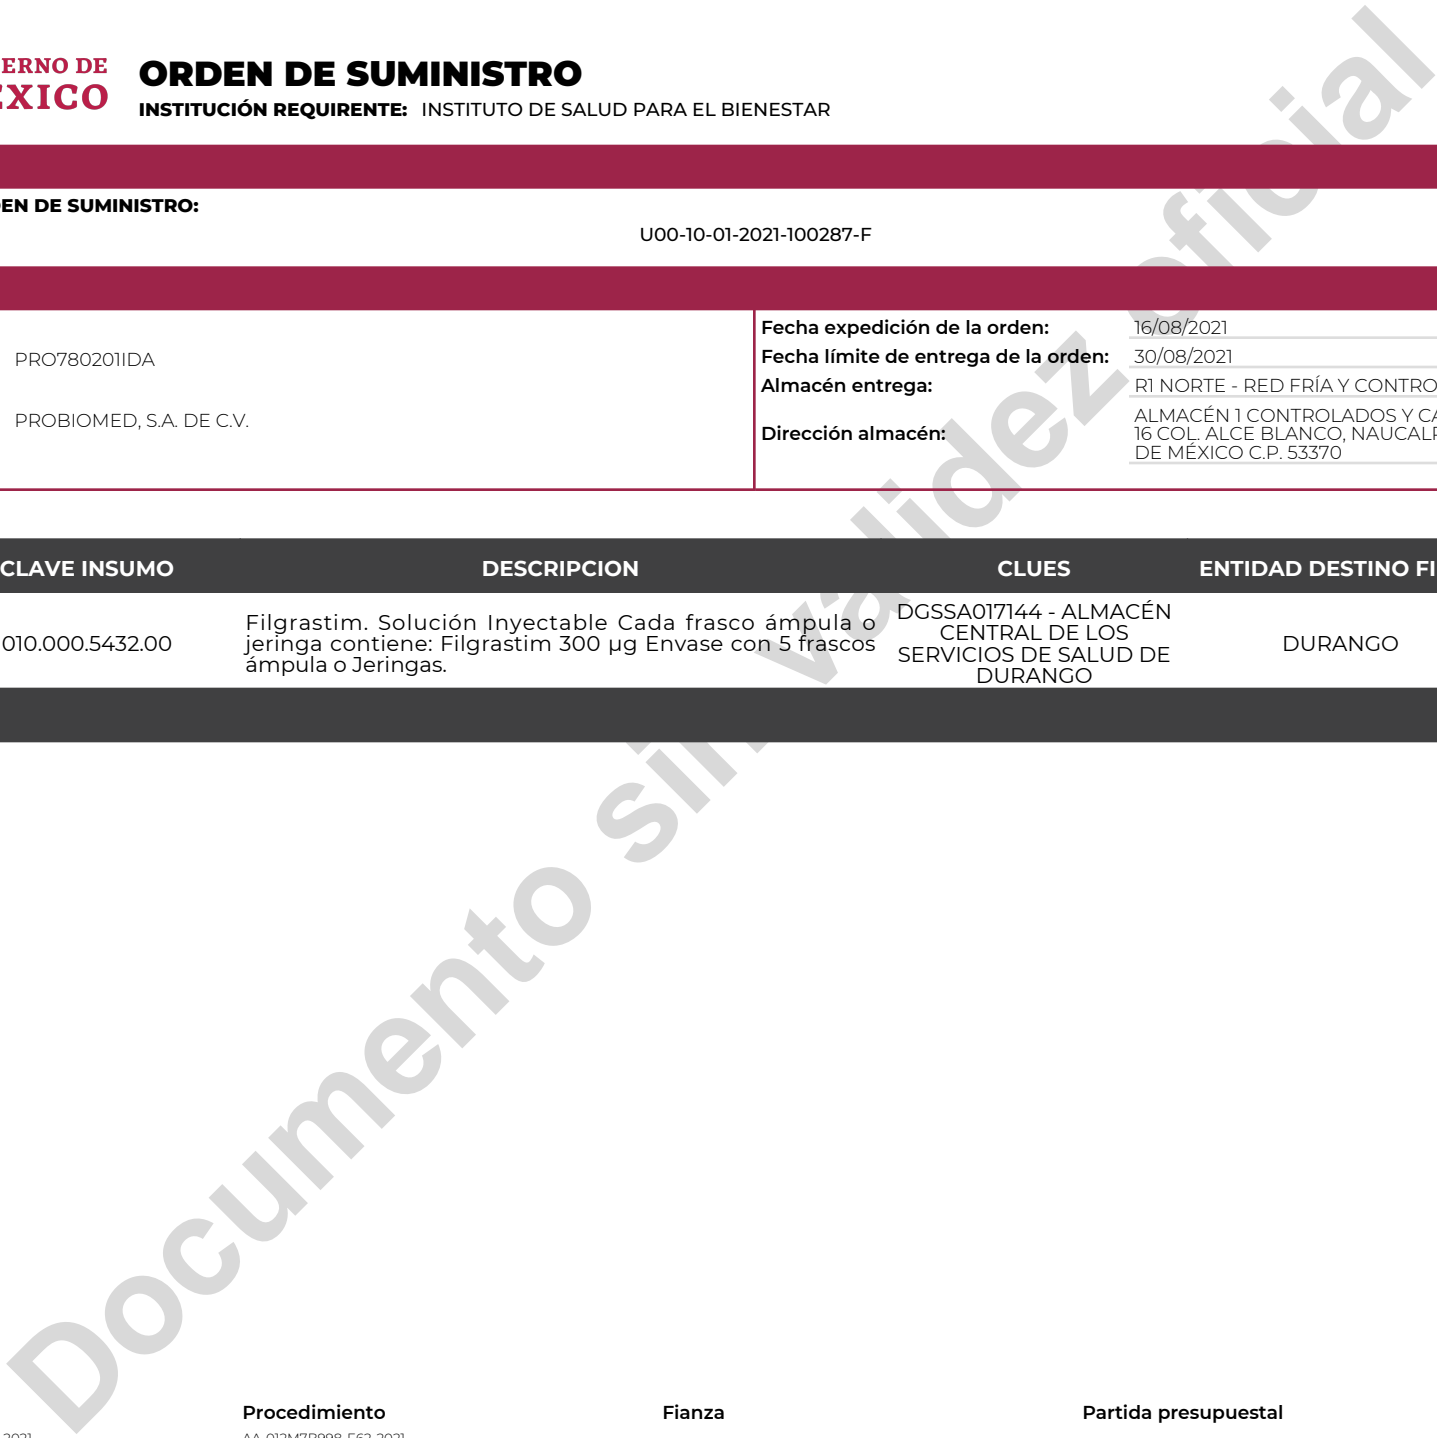 ERNO DE
ÉXICO
ORDEN DE SUMINISTRO
INSTITUCIÓN REQUIRENTE: INSTITUTO DE SALUD PARA EL BIENESTAR
EN DE SUMINISTRO:
U00-10-01-2021-100287-F
PRO780201IDA
PROBIOMED, S.A. DE C.V.
Fecha expedición de la orden: 16/08/2021
Fecha límite de entrega de la orden: 30/08/2021
Almacén entrega: R1 NORTE - RED FRÍA Y CONTRO
Dirección almacén: ALMACÉN 1 CONTROLADOS Y CA
16 COL. ALCE BLANCO, NAUCALP
DE MÉXICO C.P. 53370
CLAVE INSUMO DESCRIPCION CLUES ENTIDAD DESTINO FI
010.000.5432.00
Filgrastim. Solución Inyectable Cada frasco ámpula o
jeringa contiene: Filgrastim 300 µg Envase con 5 frascos
ámpula o Jeringas.
DGSSA017144 - ALMACÉN
CENTRAL DE LOS
SERVICIOS DE SALUD DE
DURANGO
DURANGO
Documento sin validez oficial
Procedimiento Fianza Partida presupuestal